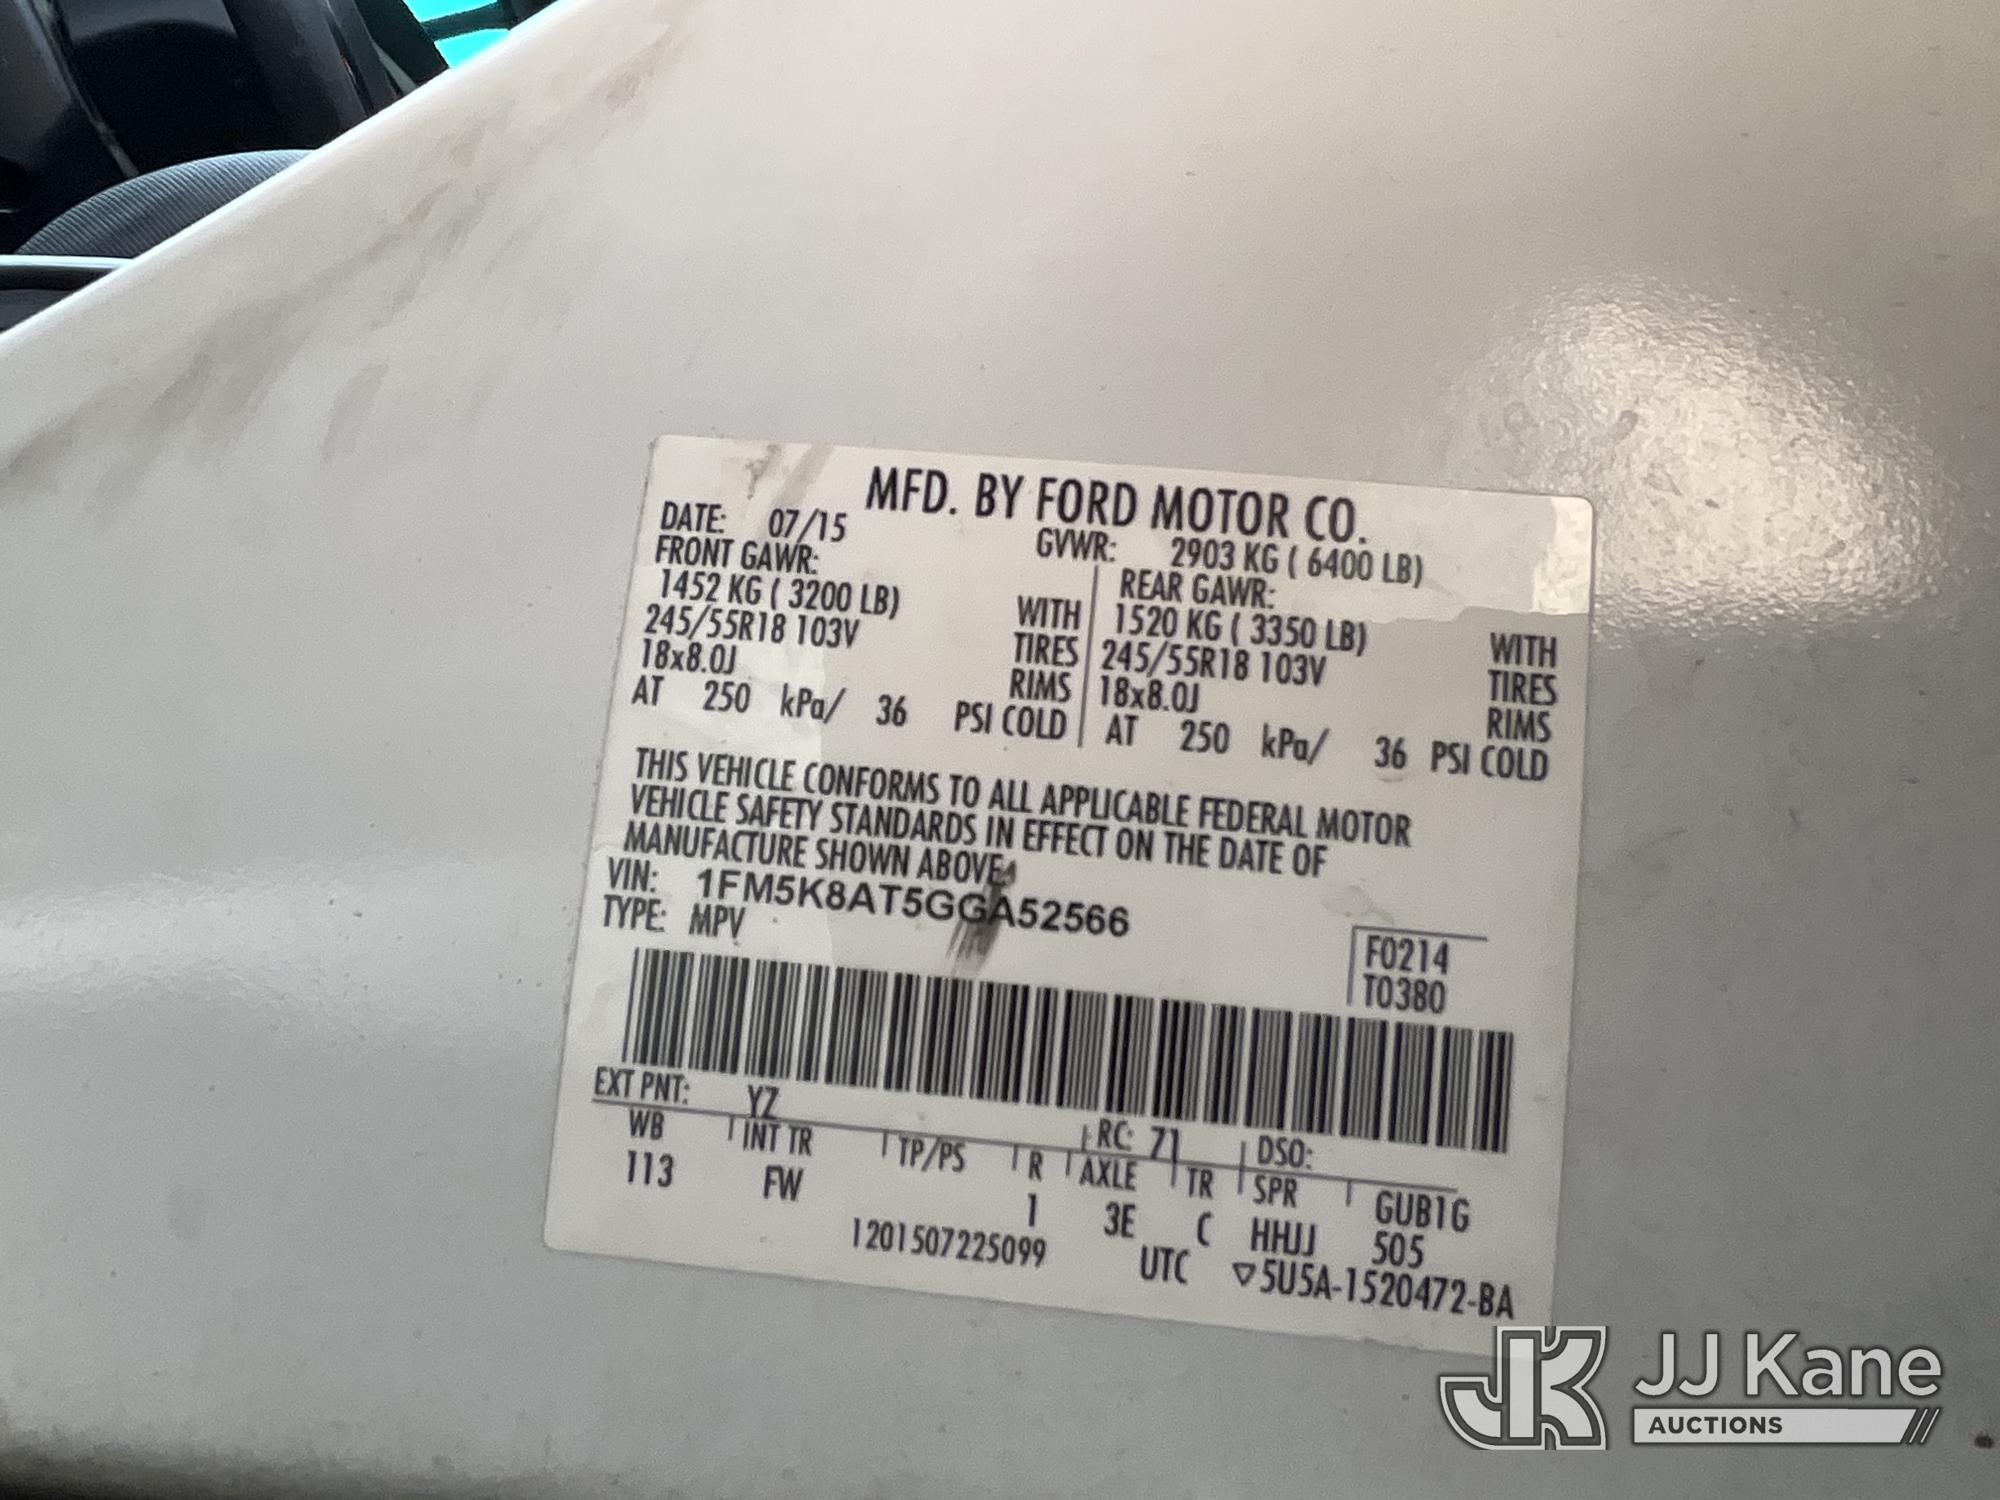 MFD. BY FORD MOTOR CO.
DATE: 07/15 GVWR: 2903 KG ( 6400 LB)
FRONT GAWR: REAR GAWR:
1452 KG ( 3200 LB) WITH 1520 KG ( 3350 LB) WITH
245/55R18 103V TIRES 245/55R18 103V TIRES
18x8.0J RIMS 18x8.0J RIMS
AT 250 kPa/ 36 PSI COLD AT 250 kPa/ 36 PSI COLD
THIS VEHICLE CONFORMS TO ALL APPLICABLE FEDERAL MOTOR
VEHICLE SAFETY STANDARDS IN EFFECT ON THE DATE OF
MANUFACTURE SHOWN ABOVE.
VIN: 1FM5K8AT5GGA52566
TYPE: MPV
F0214
T0380
EXT PNT: YZ RC: 71 DSO:
WB INT TR TP/PS R AXLE TR SPR GUB1G
113 FW 1 3E C HHJJ 505
1201507225099 UTC ▽5U5A-1520472-BA
JK JJ Kane
AUCTIONS